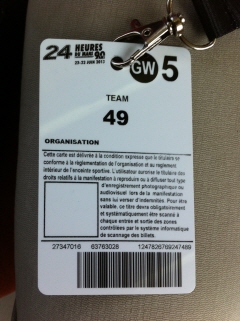 24 HEURES
DU MANS 90
22-23 JUIN 2013
GW 5
TEAM
49
ORGANISATION
Cette carte est délivrée à la condition expresse que le titulaire se
conforme à la réglementation de l'organisation et au règlement
intérieur de l'enceinte sportive. L'utilisateur autorise le titulaire des
droits relatifs à la manifestation à reproduire ou à diffuser tout type
d'enregistrement photographique ou
audiovisuel lors de la manifestation
sans lui verser d'indemnités. Pour être
valable, ce titre devra obligatoirement
et systématiquement être scanné à
chaque entrée et sortie des zones
contrôlées par le système informatique
de scannage des billets.
27347016 63763028 1247826769247489